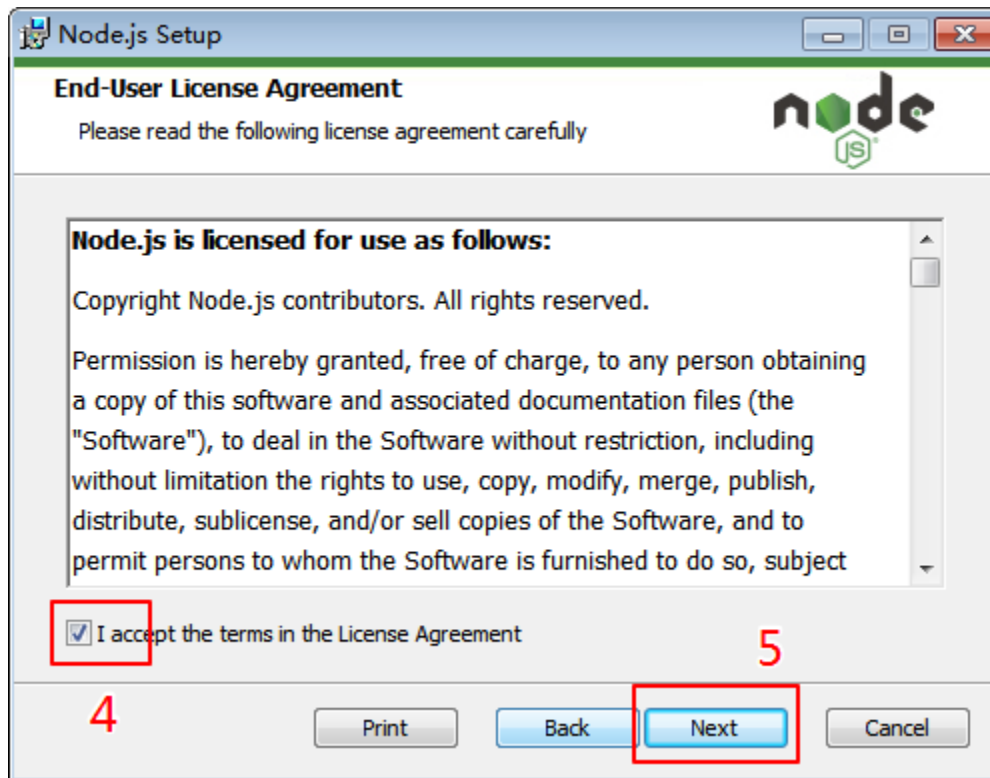 Node.js Setup
End-User License Agreement
Please read the following license agreement carefully
node
JS
Node.js is licensed for use as follows:
Copyright Node.js contributors. All rights reserved.
Permission is hereby granted, free of charge, to any person obtaining
a copy of this software and associated documentation files (the
"Software"), to deal in the Software without restriction, including
without limitation the rights to use, copy, modify, merge, publish,
distribute, sublicense, and/or sell copies of the Software, and to
permit persons to whom the Software is furnished to do so, subject
I accept the terms in the License Agreement
4
5
Print Back Next Cancel